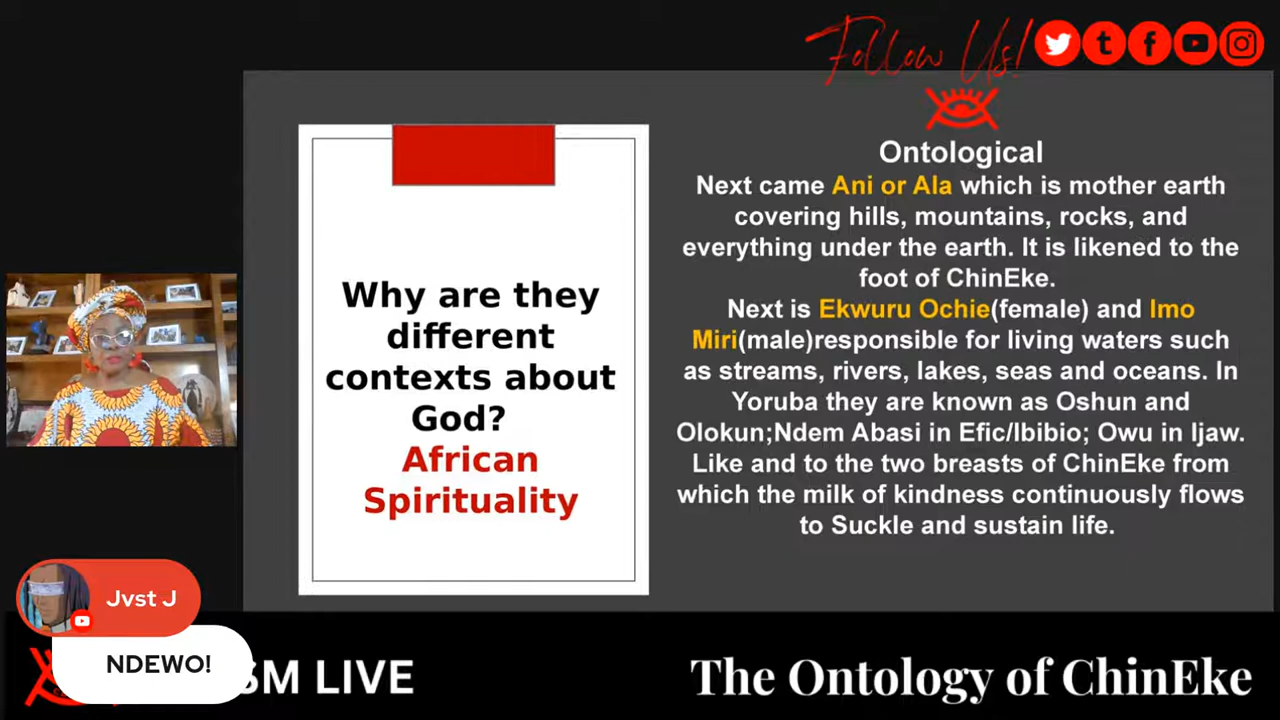 Follow Us!
Ontological
Next came Ani or Ala which is mother earth
covering hills, mountains, rocks, and
everything under the earth. It is likened to the
foot of ChinEke.
Next is Ekwuru Ochie(female) and Imo
Miri(male)responsible for living waters such
as streams, rivers, lakes, seas and oceans. In
Yoruba they are known as Oshun and
Olokun;Ndem Abasi in Efic/Ibibio; Owu in Ijaw.
Like and to the two breasts of ChinEke from
which the milk of kindness continuously flows
to Suckle and sustain life.
Why are they
different
contexts about
God?
African
Spirituality
Jvst J
NDEWO!
SM LIVE
The Ontology of ChinEke